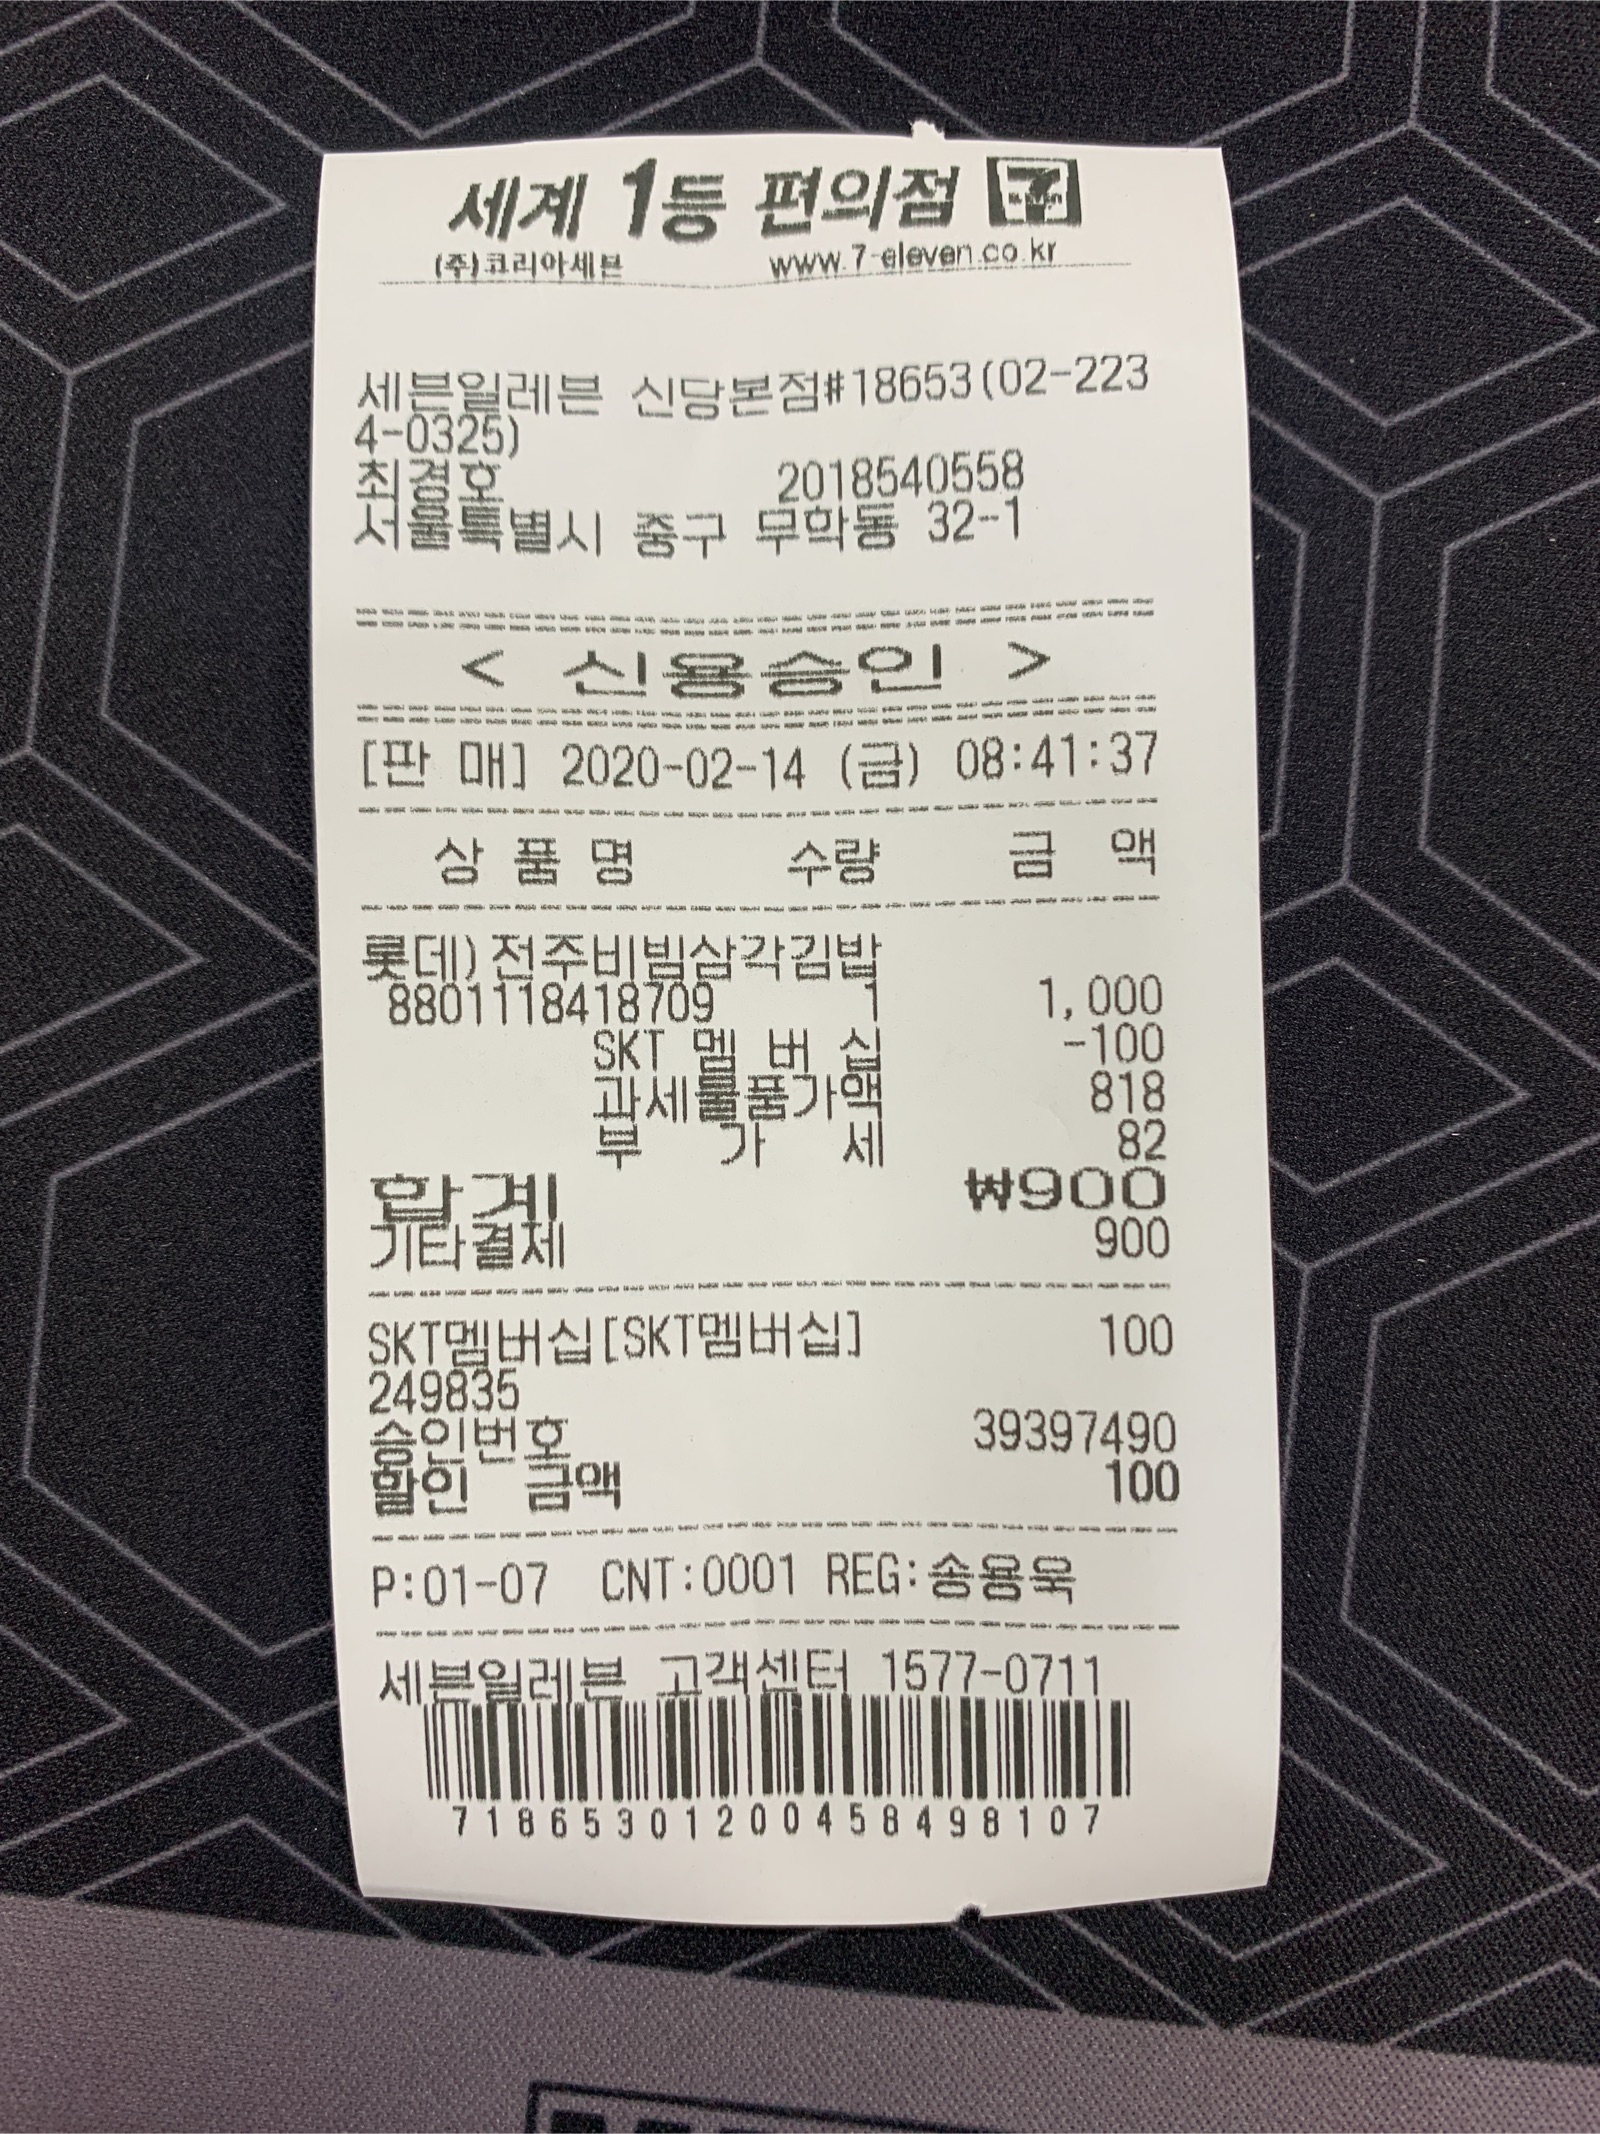 세계 1등 편의점 7
(주)코리아세븐 www.7-eleven.co.kr
세븐일레븐 신당본점#18653(02-223
4-0325)
최경호 2018540558
서울특별시 중구 무학동 32-1
< 신용승인 >
[판 매] 2020-02-14 (금) 08:41:37
상 품 명 수량 금 액
롯데)전주비빔삼각김밥
8801118418709 1 1,000
SKT 멤 버 십 -100
과세물품가액 818
부 가 세 82
합계 ₩900
기타결제 900
SKT멤버십[SKT멤버십] 100
249835
승인번호 39397490
할인 금액 100
P:01-07 CNT:0001 REG:송용욱
세븐일레븐 고객센터 1577-0711
71865301200458498107